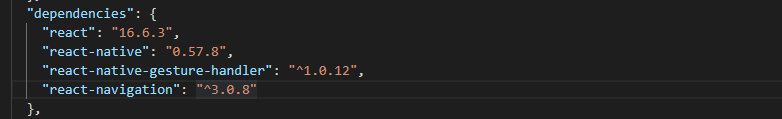 "dependencies": {
"react": "16.6.3",
"react-native": "0.57.8",
"react-native-gesture-handler": "^1.0.12",
"react-navigation": "^3.0.8"
},